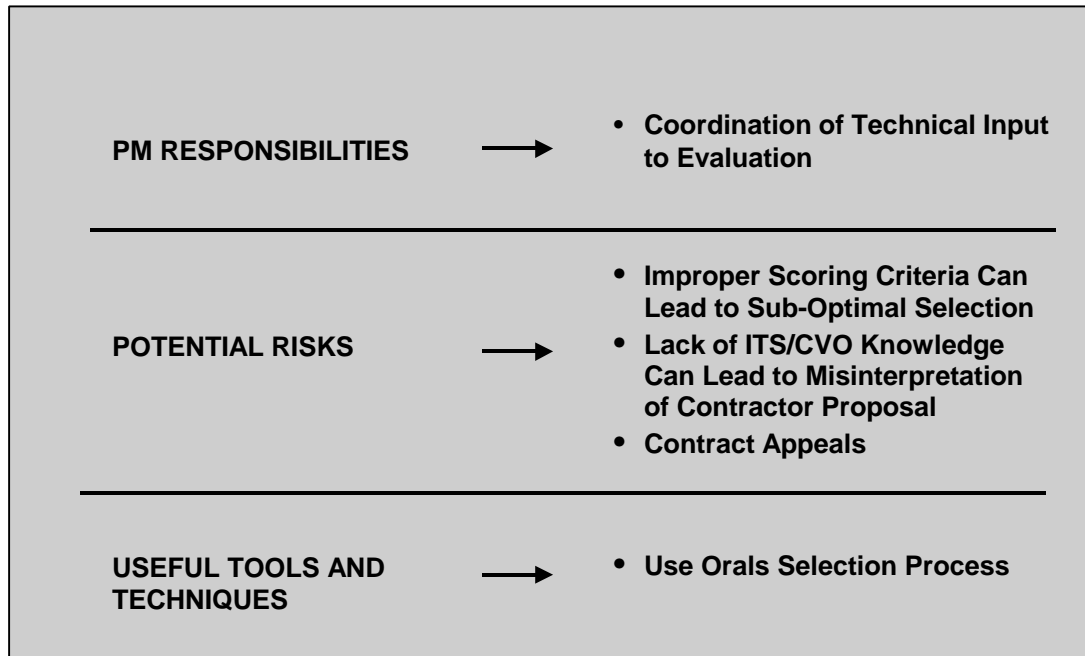 PM RESPONSIBILITIES
• Coordination of Technical Input
to Evaluation
POTENTIAL RISKS
• Improper Scoring Criteria Can
Lead to Sub-Optimal Selection
• Lack of ITS/CVO Knowledge
Can Lead to Misinterpretation
of Contractor Proposal
• Contract Appeals
USEFUL TOOLS AND
TECHNIQUES
• Use Orals Selection Process